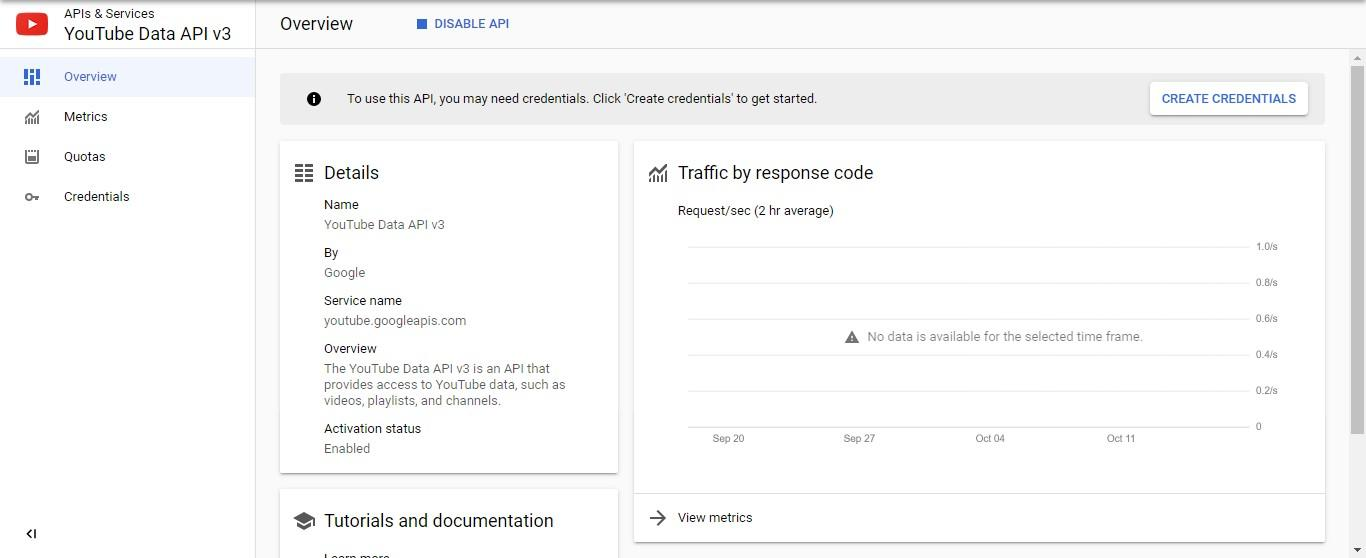 APIs & Services
YouTube Data API v3
Overview
DISABLE API
Overview
Metrics
Quotas
Credentials
To use this API, you may need credentials. Click 'Create credentials' to get started.
CREATE CREDENTIALS
Details
Name
YouTube Data API v3
By
Google
Service name
youtube.googleapis.com
Overview
The YouTube Data API v3 is an API that
provides access to YouTube data, such as
videos, playlists, and channels.
Activation status
Enabled
Tutorials and documentation
Learn more
Traffic by response code
Request/sec (2 hr average)
1.0/s
0.8/s
0.6/s
No data is available for the selected time frame.
0.4/s
0.2/s
0
Sep 20
Sep 27
Oct 04
Oct 11
View metrics